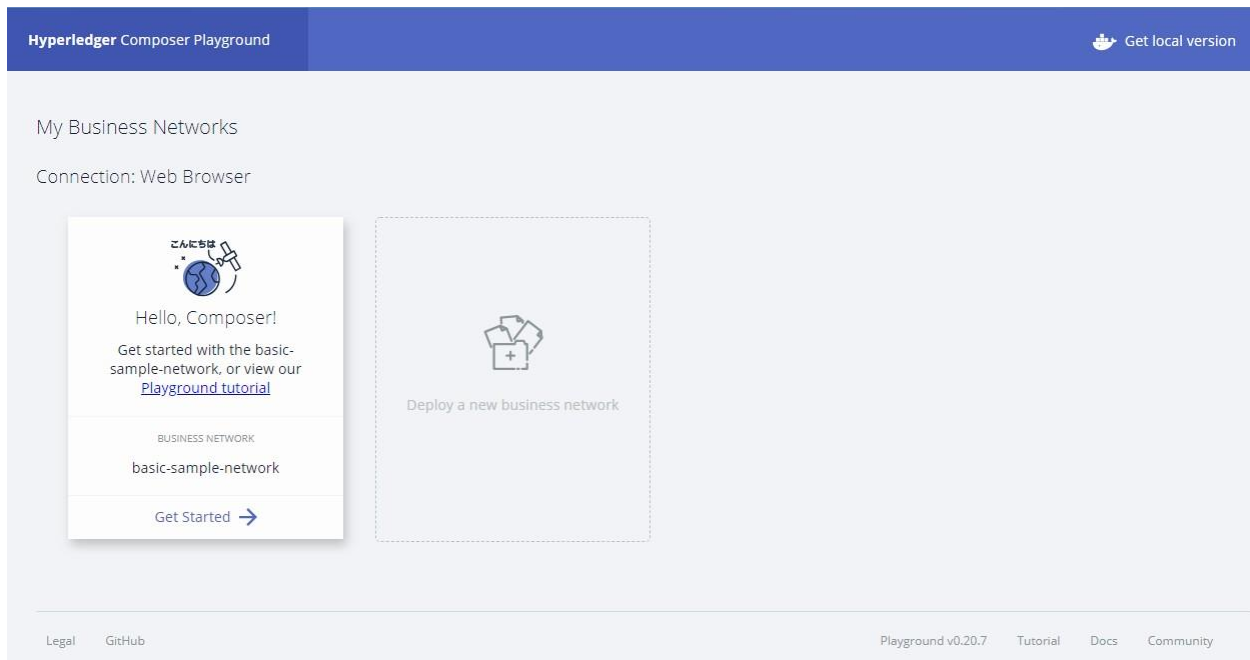 Hyperledger Composer Playground
Get local version
My Business Networks
Connection: Web Browser
こんにちは
Hello, Composer!
Get started with the basic-
sample-network, or view our
Playground tutorial
BUSINESS NETWORK
basic-sample-network
Get Started
Deploy a new business network
Legal GitHub Playground v0.20.7 Tutorial Docs Community